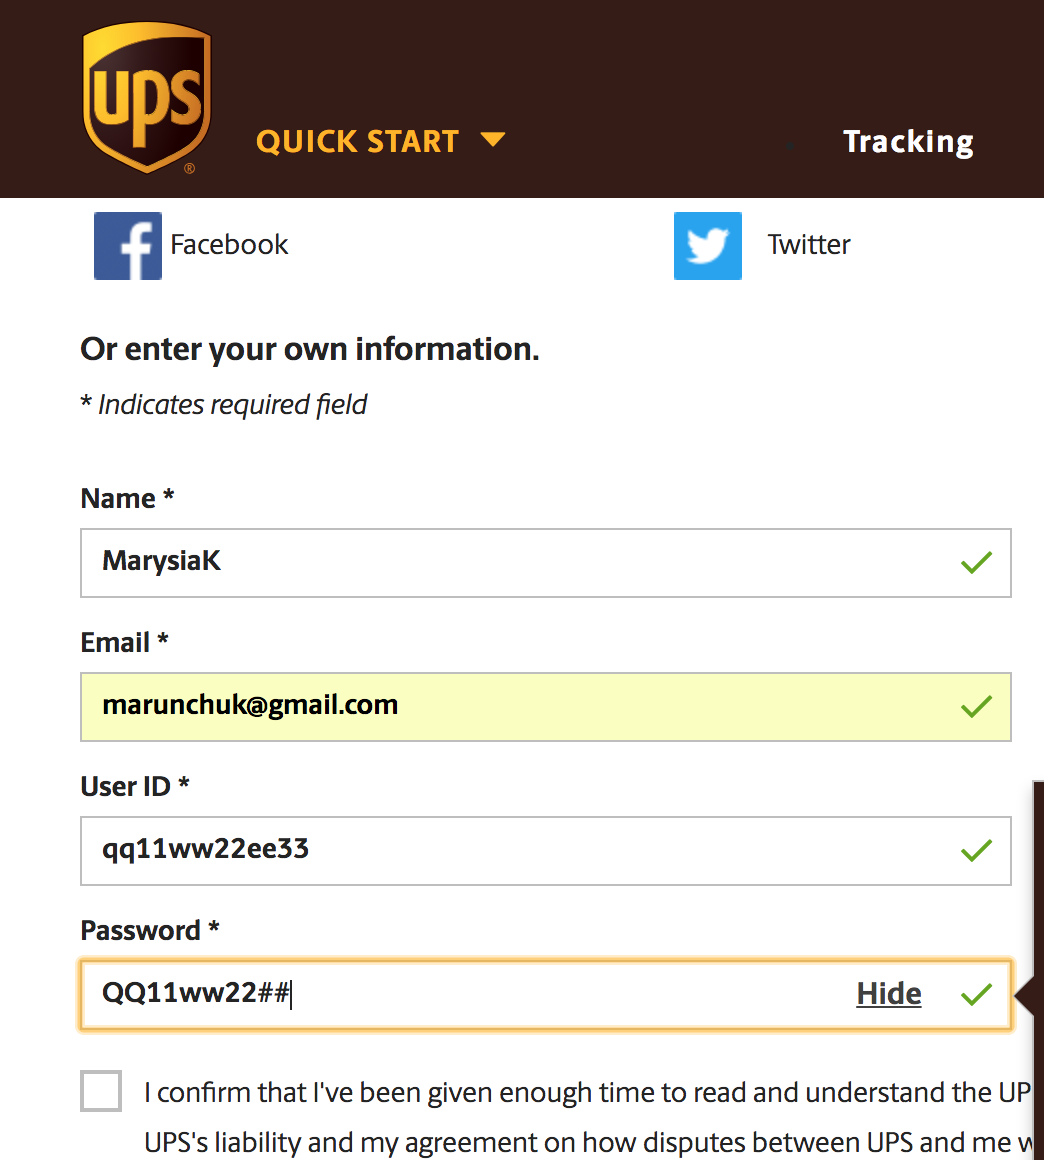 ups
®
QUICK START
Tracking
Facebook
Twitter
Or enter your own information.
* Indicates required field
Name *
MarysiaK
Email *
marunchuk@gmail.com
User ID *
qq11ww22ee33
Password *
QQ11ww22##
Hide
I confirm that I've been given enough time to read and understand the UP
UPS's liability and my agreement on how disputes between UPS and me w